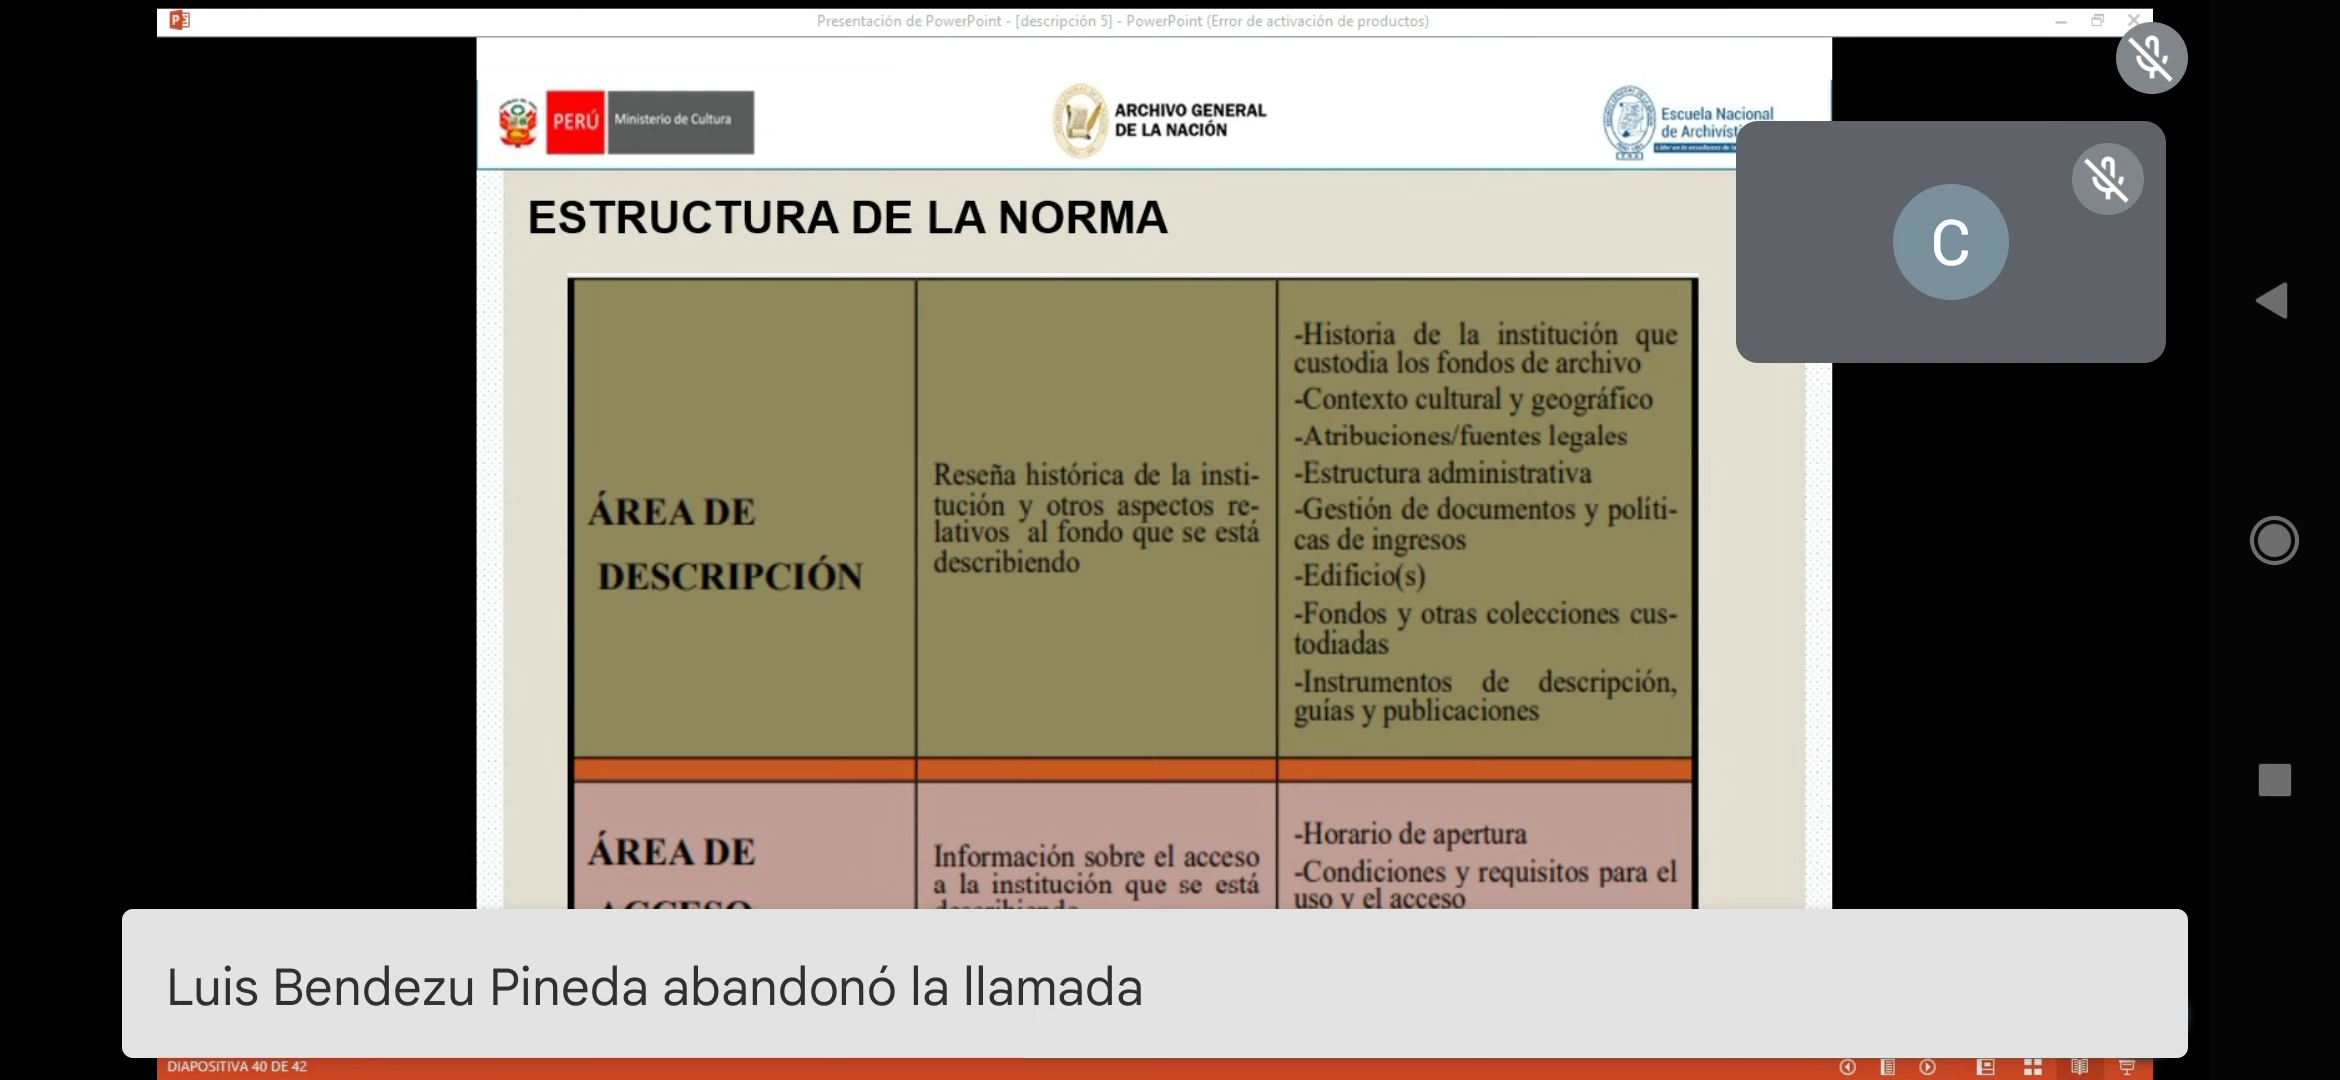 Presentación de PowerPoint - [descripción 5] - PowerPoint (Error de activación de productos)
PERÚ
Ministerio de Cultura
ARCHIVO GENERAL
DE LA NACIÓN
Escuela Nacional
ESTRUCTURA DE LA NORMA
C
ÁREA DE
DESCRIPCIÓN
Reseña histórica de la insti-
tución y otros aspectos re-
lativos al fondo que se está
describiendo
-Historia de la institución que
custodia los fondos de archivo
-Contexto cultural y geográfico
-Atribuciones/fuentes legales
-Estructura administrativa
-Gestión de documentos y políti-
cas de ingresos
-Edificio(s)
-Fondos y otras colecciones cus-
todiadas
-Instrumentos de descripción,
guías y publicaciones
ÁREA DE
ACCESO
Información sobre el acceso
a la institución que se está
describiendo
-Horario de apertura
-Condiciones y requisitos para el
uso y el acceso
Luis Bendezu Pineda abandonó la llamada
DIAPOSITIVA 40 DE 42